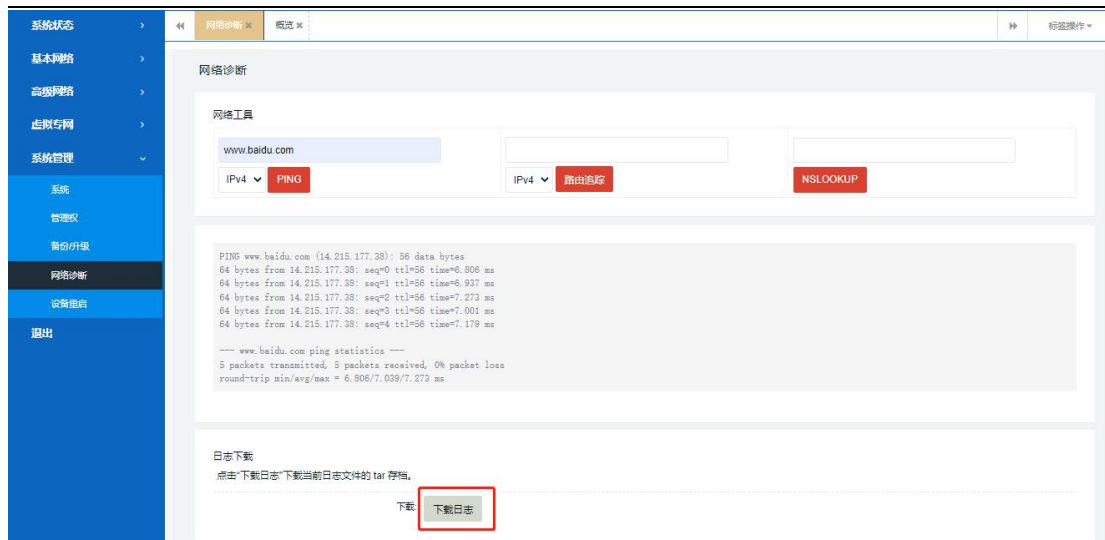 系统状态
网络诊断
概览
标签操作
基本网络
高级网络
虚拟专网
系统管理
系统
管理权
备份/升级
网络诊断
设备重启
退出
网络诊断
网络工具
www.baidu.com
IPv4 PING
IPv4 路由追踪
NSLOOKUP
PING www.baidu.com (14.215.177.38): 56 data bytes
64 bytes from 14.215.177.38: seq=0 ttl=56 time=6.806 ms
64 bytes from 14.215.177.38: seq=1 ttl=56 time=6.937 ms
64 bytes from 14.215.177.38: seq=2 ttl=56 time=7.273 ms
64 bytes from 14.215.177.38: seq=3 ttl=56 time=7.001 ms
64 bytes from 14.215.177.38: seq=4 ttl=56 time=7.179 ms
--- www.baidu.com ping statistics ---
5 packets transmitted, 5 packets received, 0% packet loss
round-trip min/avg/max = 6.806/7.039/7.273 ms
日志下载
点击“下载日志”下载当前日志文件的 tar 存档。
下载: 下载日志